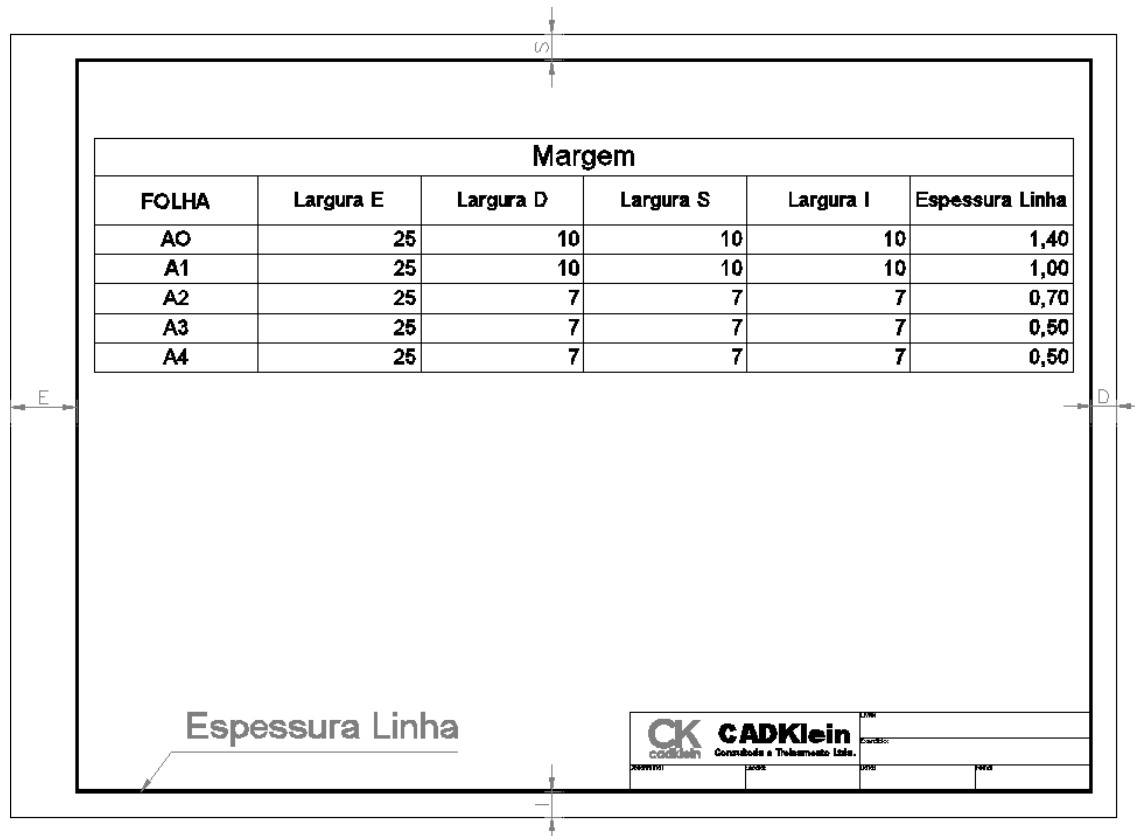 S
Margem
FOLHA Largura E Largura D Largura S Largura I Espessura Linha
AO 25 10 10 10 1,40
A1 25 10 10 10 1,00
A2 25 7 7 7 0,70
A3 25 7 7 7 0,50
A4 25 7 7 7 0,50
E D
Espessura Linha
CK CADKlein
cadklein Consultoria e Treinamento Ltda.
I